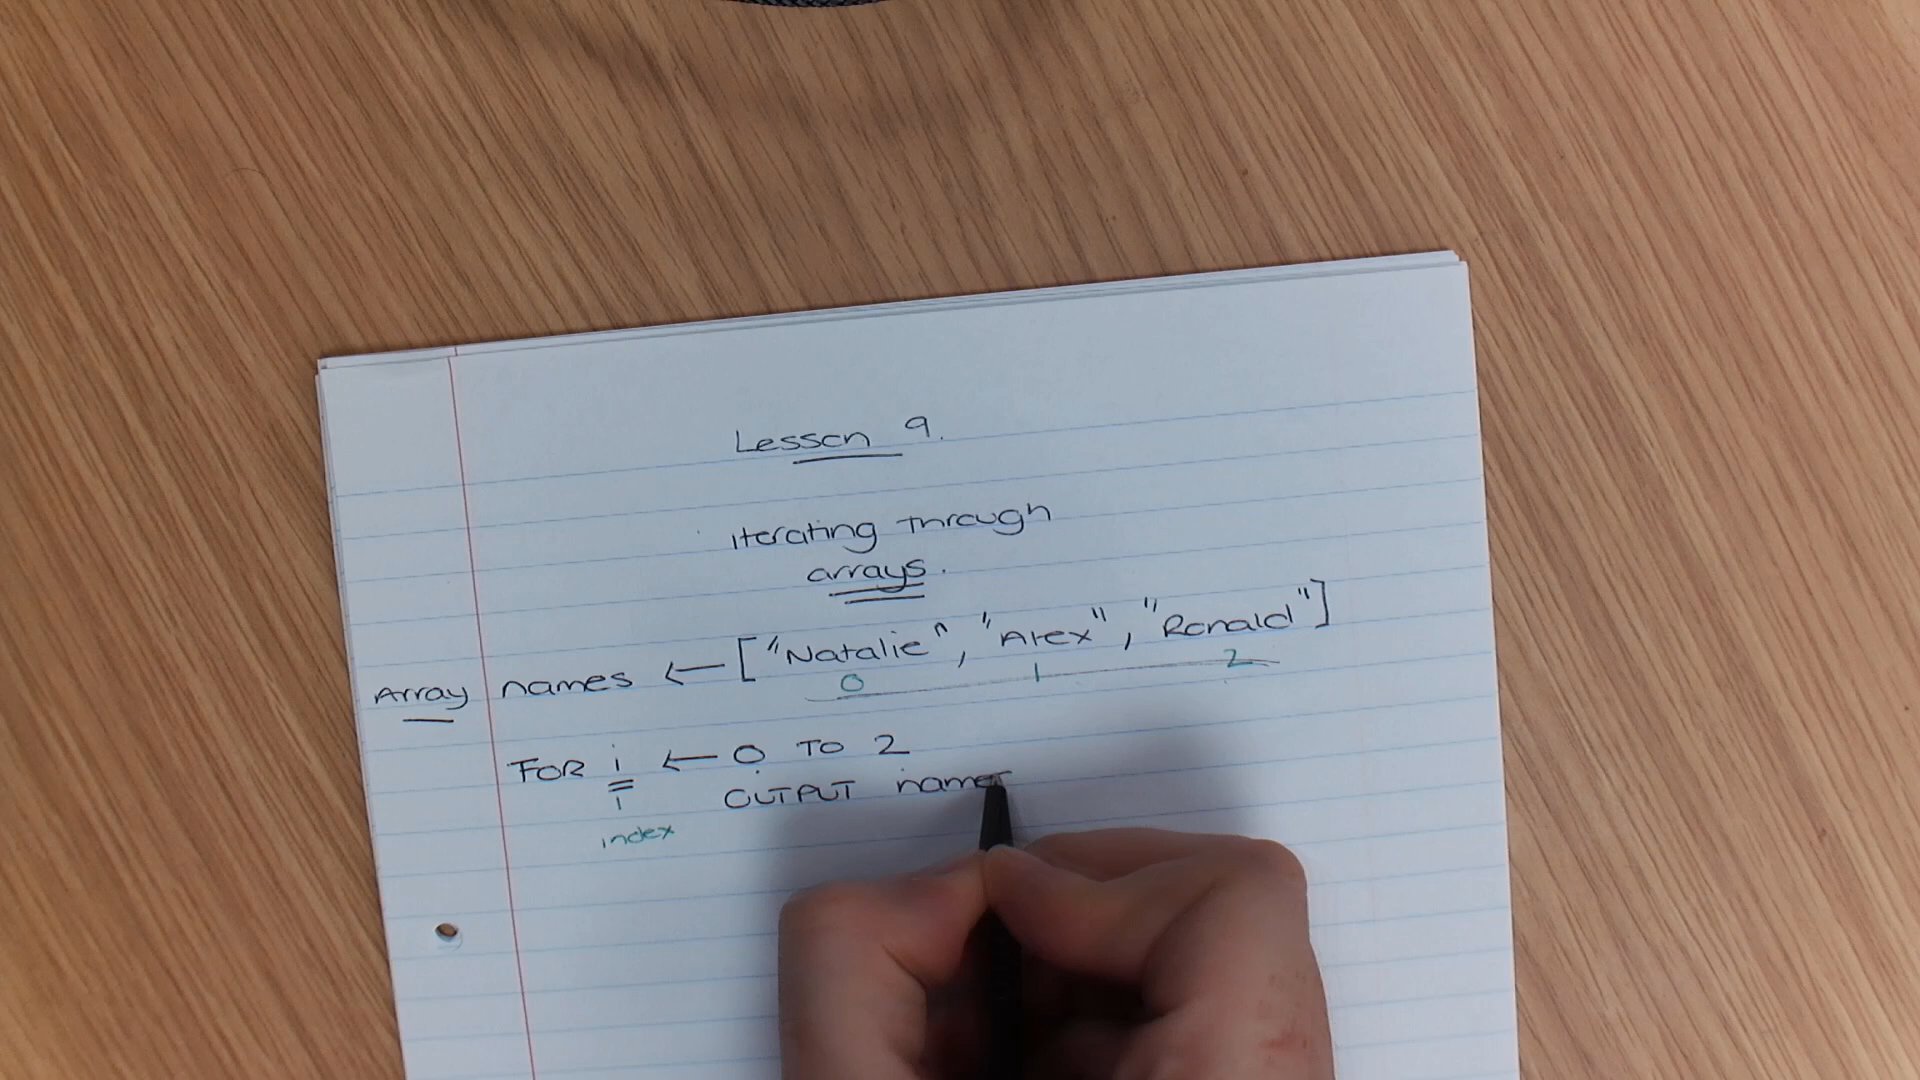 Lesson 9.
iterating through
arrays.
Array names ← ["Natalie", "Alex", "Ronald"]
0 1 2
FOR i ← 0 TO 2
OUTPUT names
index